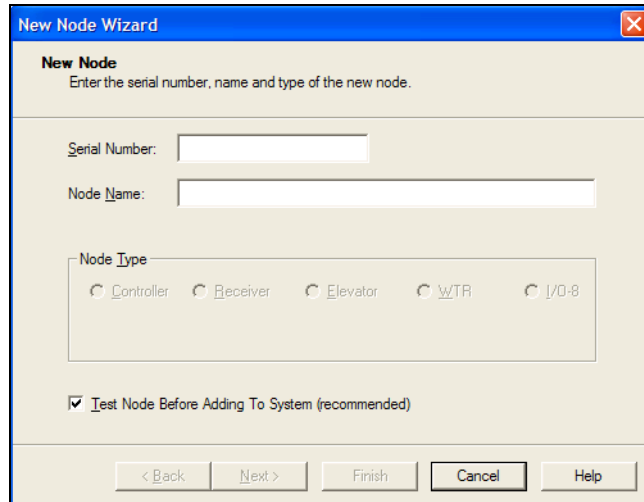 New Node Wizard
New Node
Enter the serial number, name and type of the new node.
Serial Number:
Node Name:
Node Type
Controller Receiver Elevator WTR I/O-8
Test Node Before Adding To System (recommended)
< Back Next > Finish Cancel Help